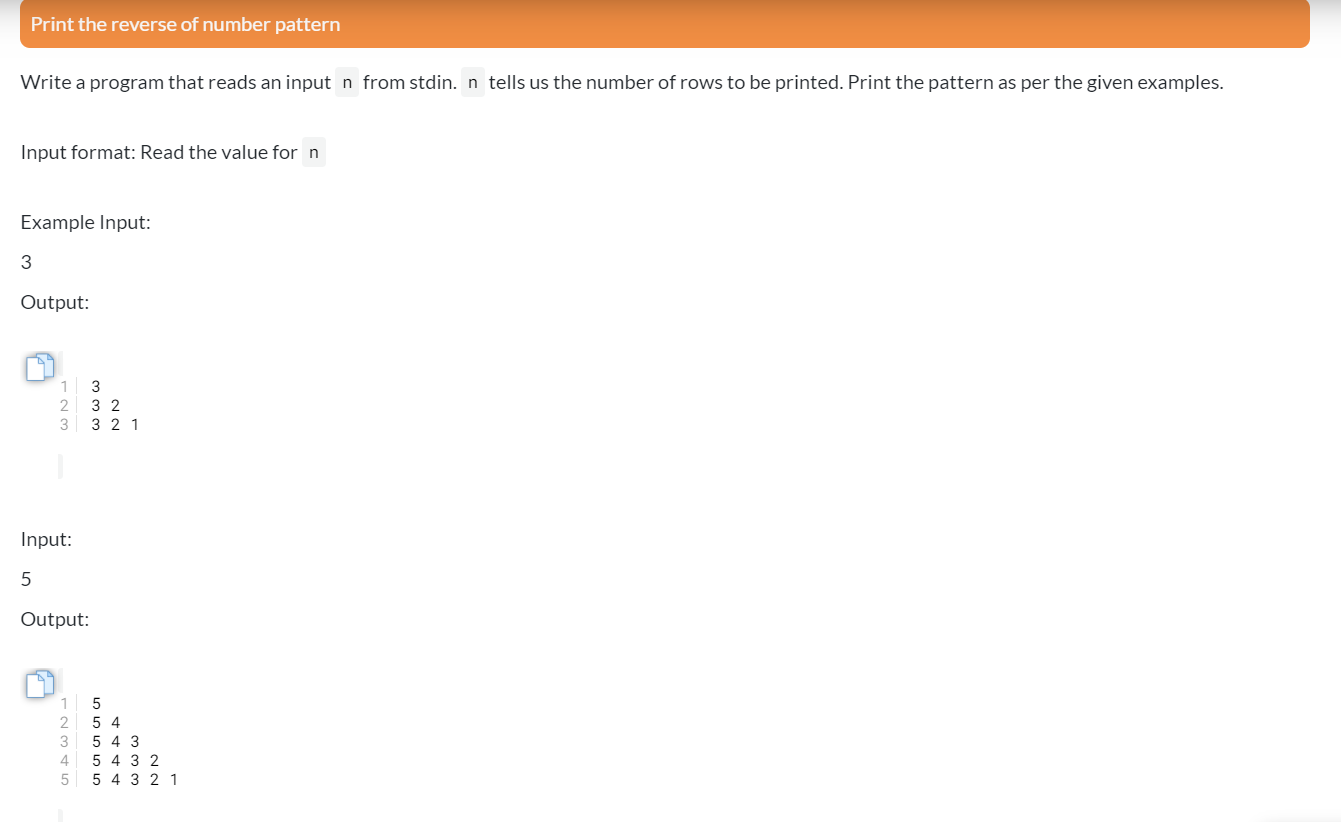 Print the reverse of number pattern
Write a program that reads an input n from stdin. n tells us the number of rows to be printed. Print the pattern as per the given examples.
Input format: Read the value for n
Example Input:
3
Output:
1 3
2 3 2
3 3 2 1
Input:
5
Output:
1 5
2 5 4
3 5 4 3
4 5 4 3 2
5 5 4 3 2 1